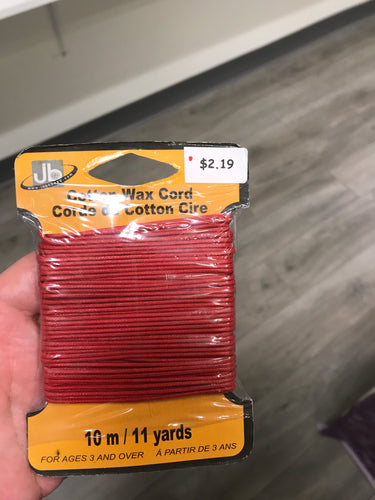 Jb
$2.19
Cotton Wax Cord
Corde de Cotton Cire
10 m / 11 yards
FOR AGES 3 AND OVER À PARTIR DE 3 ANS